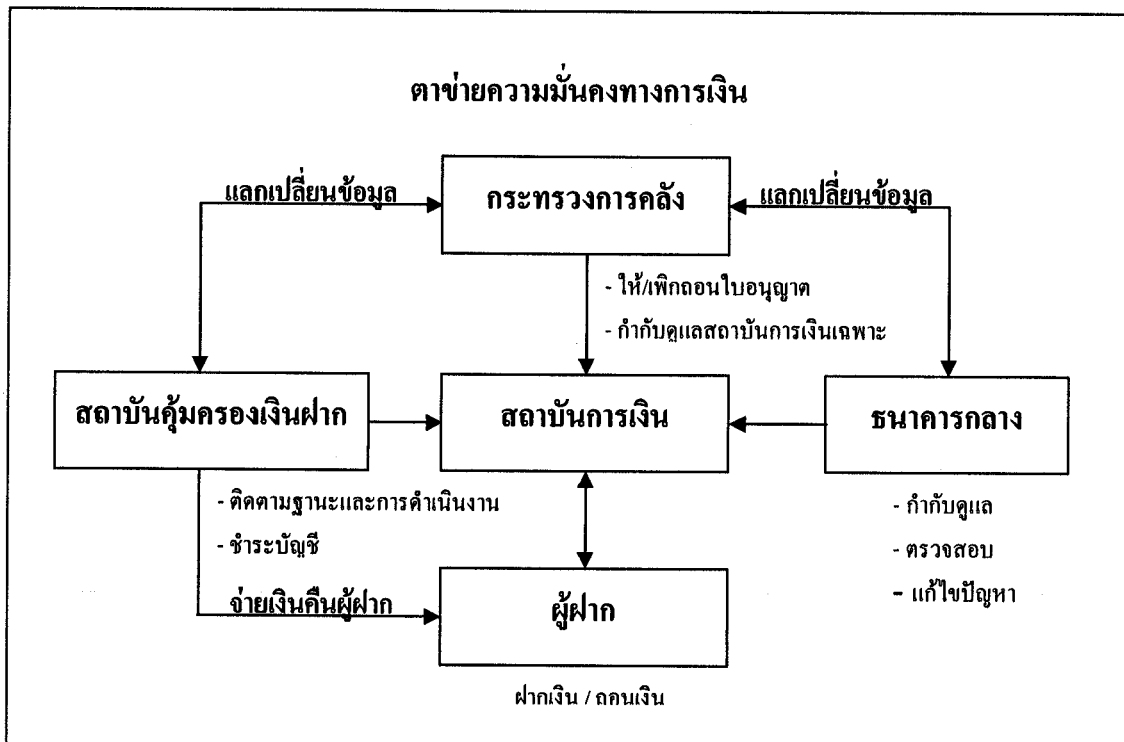 ตาข่ายความมั่นคงทางการเงิน
แลกเปลี่ยนข้อมูล
กระทรวงการคลัง
แลกเปลี่ยนข้อมูล
- ให้/เพิกถอนใบอนุญาต
- กำกับดูแลสถาบันการเงินเฉพาะ
สถาบันคุ้มครองเงินฝาก
สถาบันการเงิน
ธนาคารกลาง
- ติดตามฐานะและการดำเนินงาน
- ชำระบัญชี
- กำกับดูแล
- ตรวจสอบ
- แก้ไขปัญหา
จ่ายเงินคืนผู้ฝาก
ผู้ฝาก
ฝากเงิน / ถอนเงิน